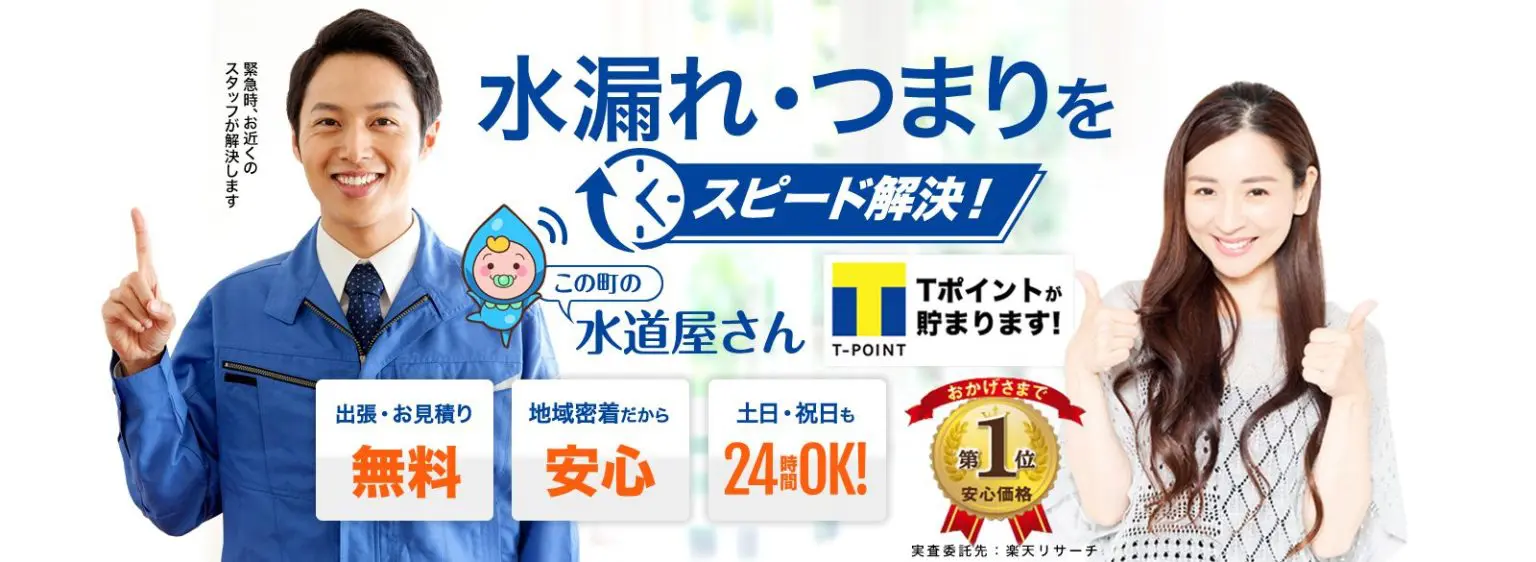 緊急時、お近くの
スタッフが解決します
水漏れ・つまりを
スピード解決！
この町の
水道屋さん
Tポイントが
貯まります！
T-POINT
出張・お見積り
無料
地域密着だから
安心
土日・祝日も
24時間OK!
おかげさまで
第1位
安心価格
実査委託先：楽天リサーチ